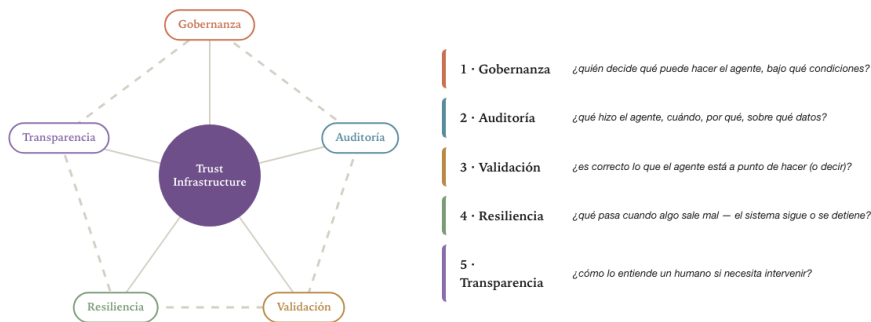 Gobernanza
Transparencia
Auditoría
Trust
Infrastructure
Resiliencia
Validación
1 · Gobernanza ¿quién decide qué puede hacer el agente, bajo qué condiciones?
2 · Auditoría ¿qué hizo el agente, cuándo, por qué, sobre qué datos?
3 · Validación ¿es correcto lo que el agente está a punto de hacer (o decir)?
4 · Resiliencia ¿qué pasa cuando algo sale mal — el sistema sigue o se detiene?
5 ·
Transparencia ¿cómo lo entiende un humano si necesita intervenir?